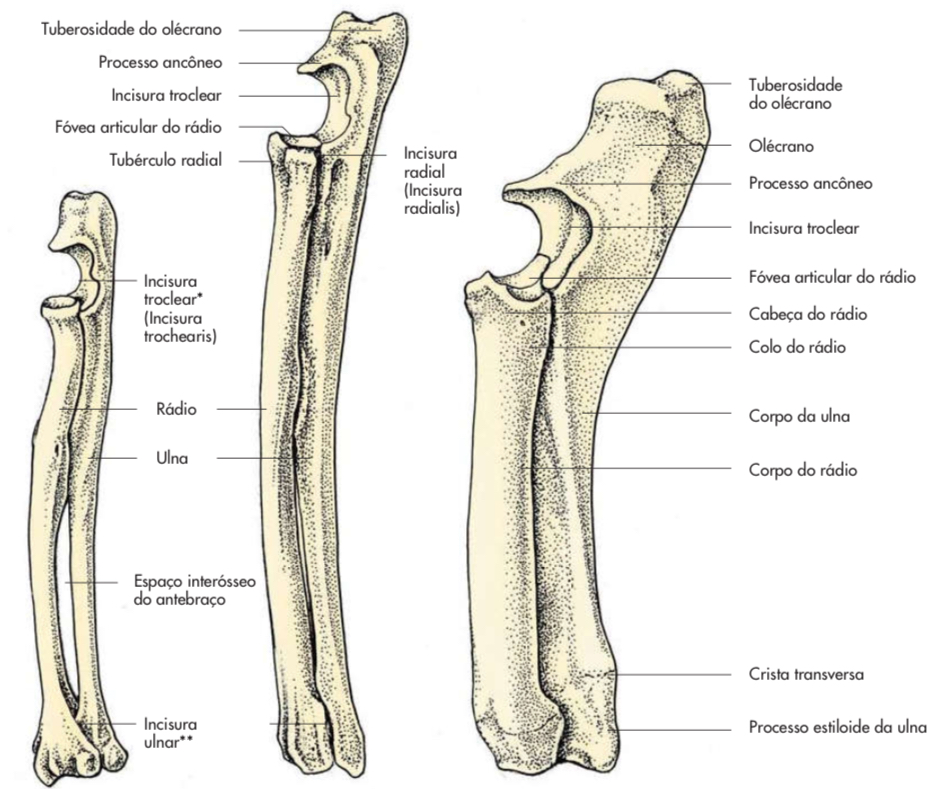 Tuberosidade do olécrano
Processo ancôneo
Incisura troclear
Fóvea articular do rádio
Tubérculo radial
Incisura
radial
(Incisura
radialis)
Incisura
troclear*
(Incisura
trochearis)
Rádio
Ulna
Espaço interósseo
do antebraço
Incisura
ulnar**
Tuberosidade
do olécrano
Olécrano
Processo ancôneo
Incisura troclear
Fóvea articular do rádio
Cabeça do rádio
Colo do rádio
Corpo da ulna
Corpo do rádio
Crista transversa
Processo estiloide da ulna